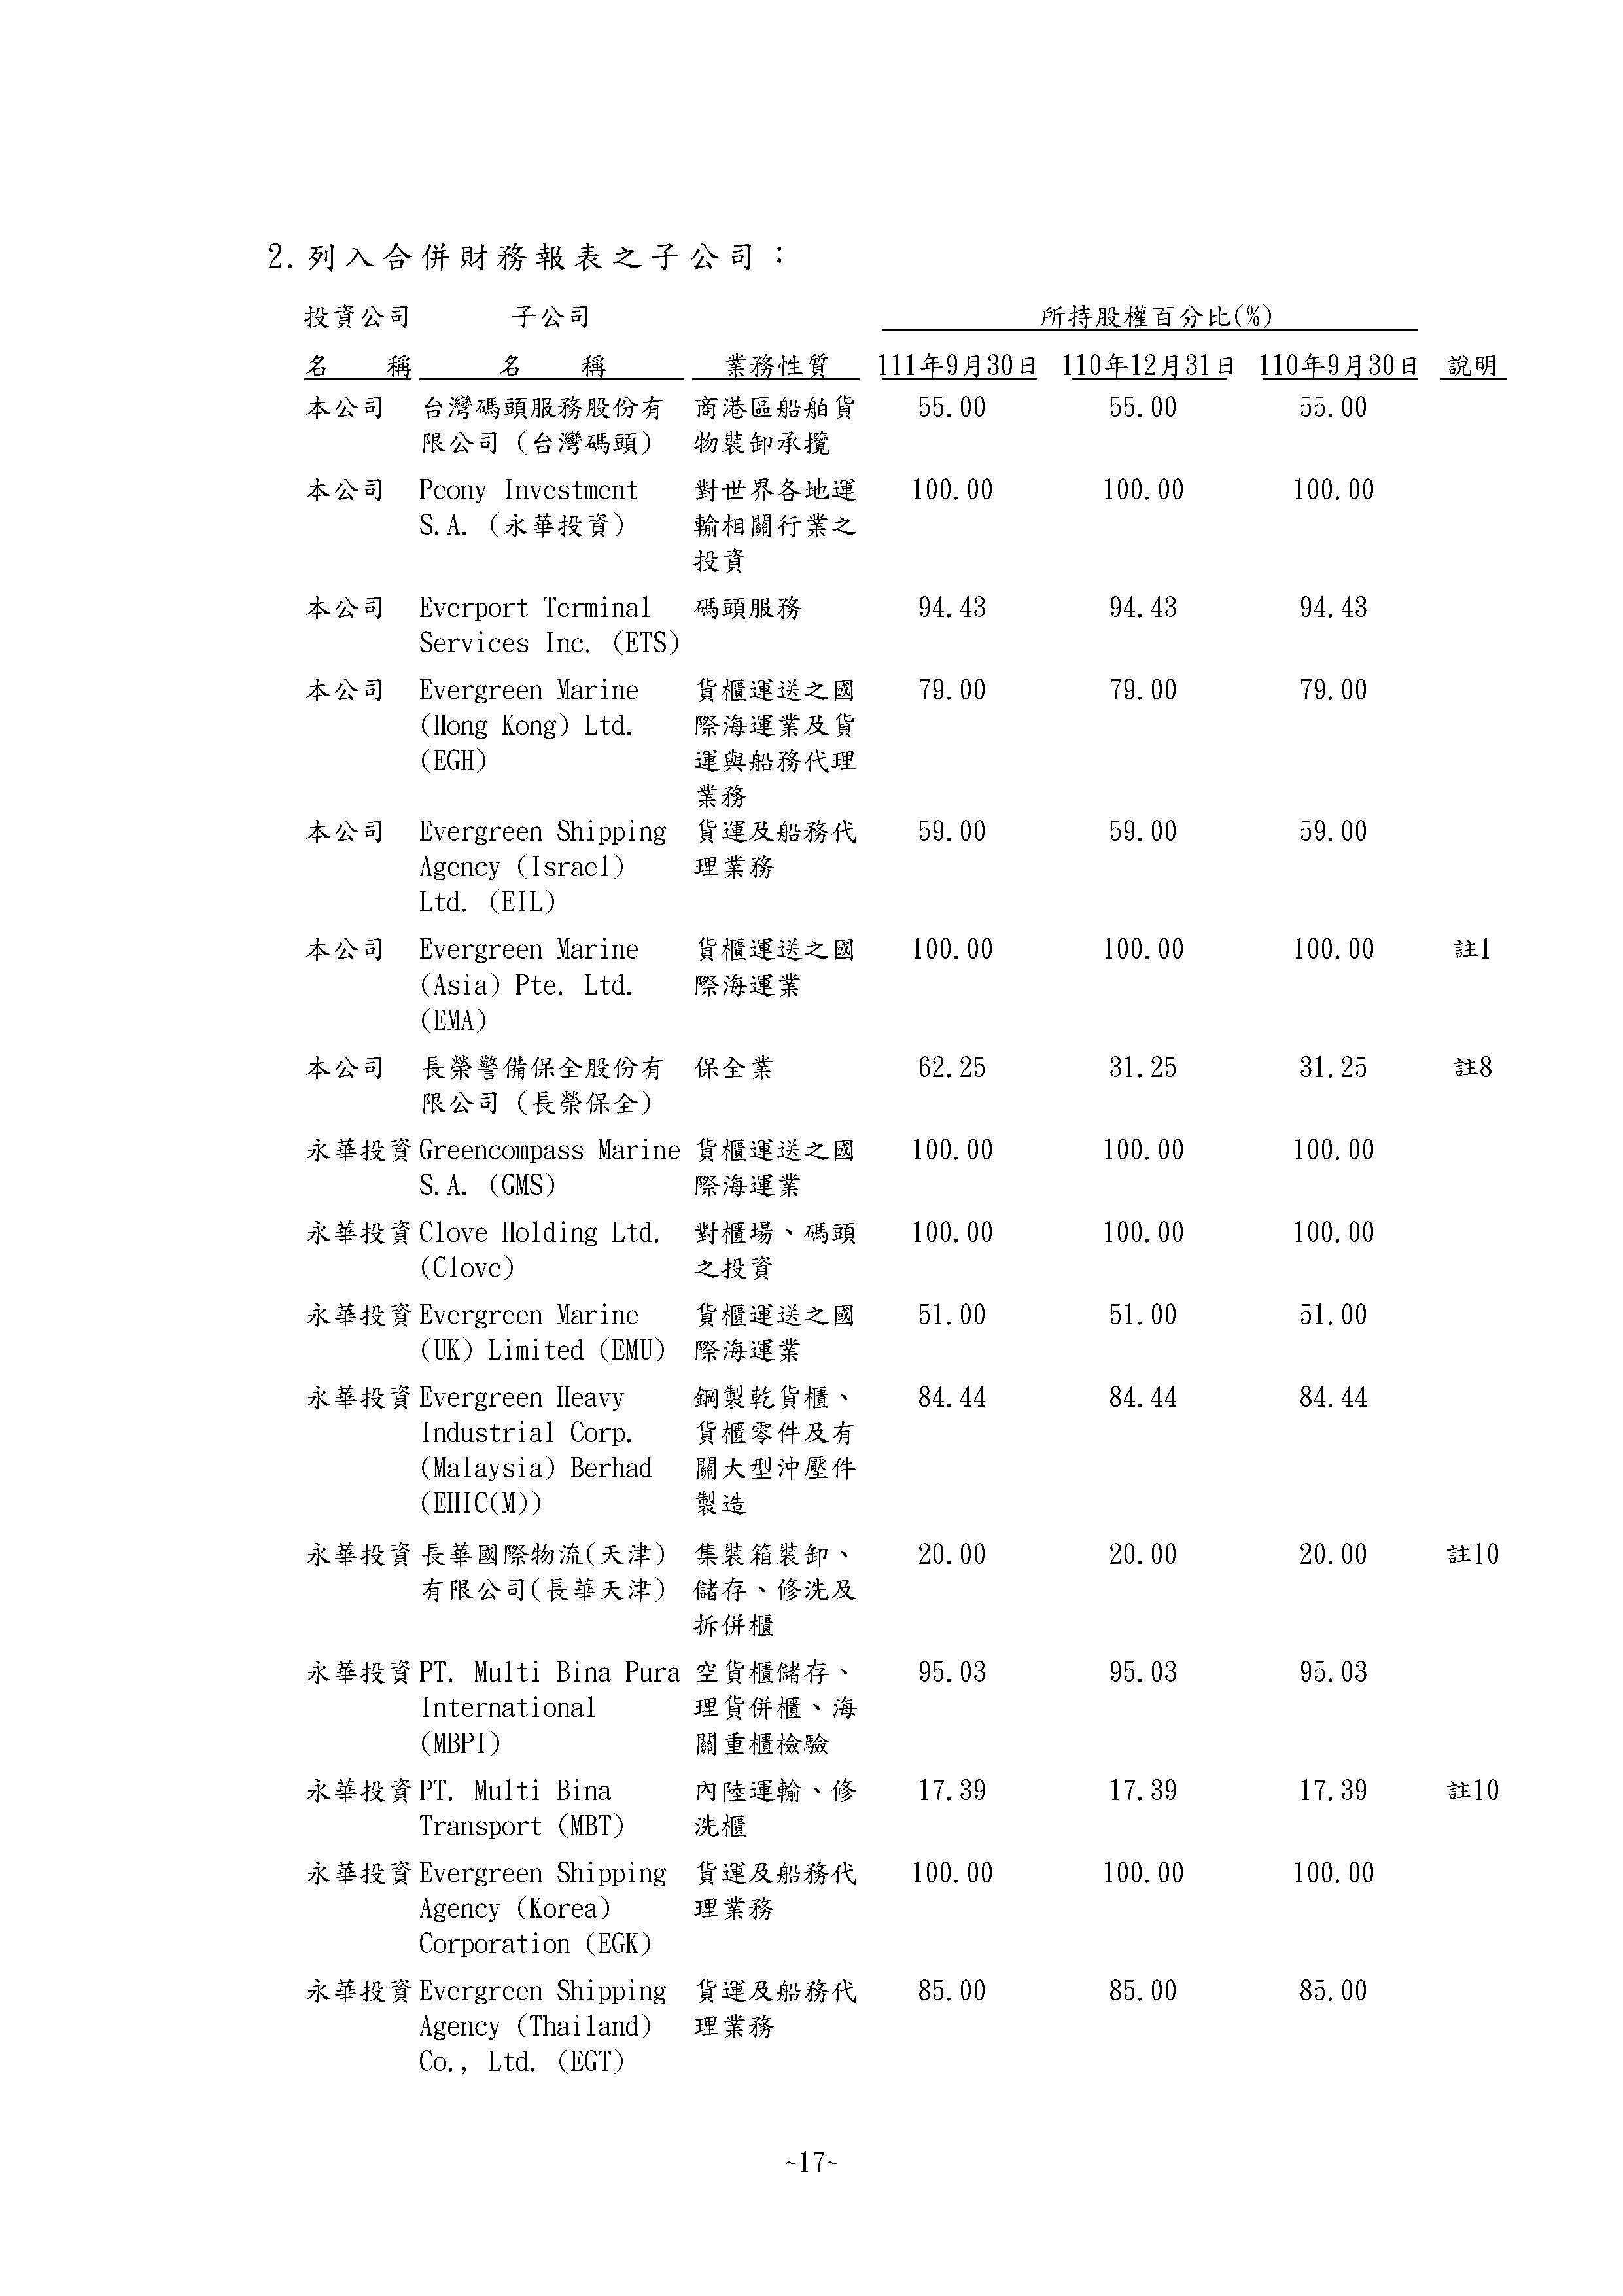 2.列入合併財務報表之子公司：
投資公司 子公司 所持股權百分比(%)
名 稱 名 稱 業務性質 111年9月30日 110年12月31日 110年9月30日 說明
本公司 台灣碼頭服務股份有 商港區船舶貨 55.00 55.00 55.00
限公司 (台灣碼頭) 物裝卸承攬
本公司 Peony Investment 對世界各地運 100.00 100.00 100.00
S.A. (永華投資) 輸相關行業之
投資
本公司 Everport Terminal 碼頭服務 94.43 94.43 94.43
Services Inc. (ETS)
本公司 Evergreen Marine 貨櫃運送之國 79.00 79.00 79.00
(Hong Kong) Ltd. 際海運業及貨
(EGH) 運與船務代理
業務
本公司 Evergreen Shipping 貨運及船務代 59.00 59.00 59.00
Agency (Israel) 理業務
Ltd. (EIL)
本公司 Evergreen Marine 貨櫃運送之國 100.00 100.00 100.00 註1
(Asia) Pte. Ltd. 際海運業
(EMA)
本公司 長榮警備保全股份有 保全業 62.25 31.25 31.25 註8
限公司 (長榮保全)
永華投資 Greencompass Marine 貨櫃運送之國 100.00 100.00 100.00
S.A. (GMS) 際海運業
永華投資 Clove Holding Ltd. 對櫃場、碼頭 100.00 100.00 100.00
(Clove) 之投資
永華投資 Evergreen Marine 貨櫃運送之國 51.00 51.00 51.00
(UK) Limited (EMU) 際海運業
永華投資 Evergreen Heavy 鋼製乾貨櫃、 84.44 84.44 84.44
Industrial Corp. 貨櫃零件及有
(Malaysia) Berhad 關大型沖壓件
(EHIC(M)) 製造
永華投資 長華國際物流(天津) 集裝箱裝卸、 20.00 20.00 20.00 註10
有限公司(長華天津) 儲存、修洗及
拆併櫃
永華投資 PT. Multi Bina Pura 空貨櫃儲存、 95.03 95.03 95.03
International 理貨併櫃、海
(MBPI) 關重櫃檢驗
永華投資 PT. Multi Bina 內陸運輸、修 17.39 17.39 17.39 註10
Transport (MBT) 洗櫃
永華投資 Evergreen Shipping 貨運及船務代 100.00 100.00 100.00
Agency (Korea) 理業務
Corporation (EGK)
永華投資 Evergreen Shipping 貨運及船務代 85.00 85.00 85.00
Agency (Thailand) 理業務
Co., Ltd. (EGT)
~17~